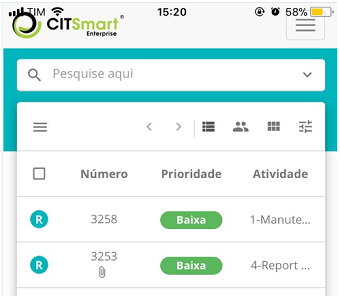 TIM 15:20 58%
CITSmart®
Enterprise
Pesquise aqui
Número Prioridade Atividade
R 3258 Baixa 1-Manute...
R 3253 Baixa 4-Report ...